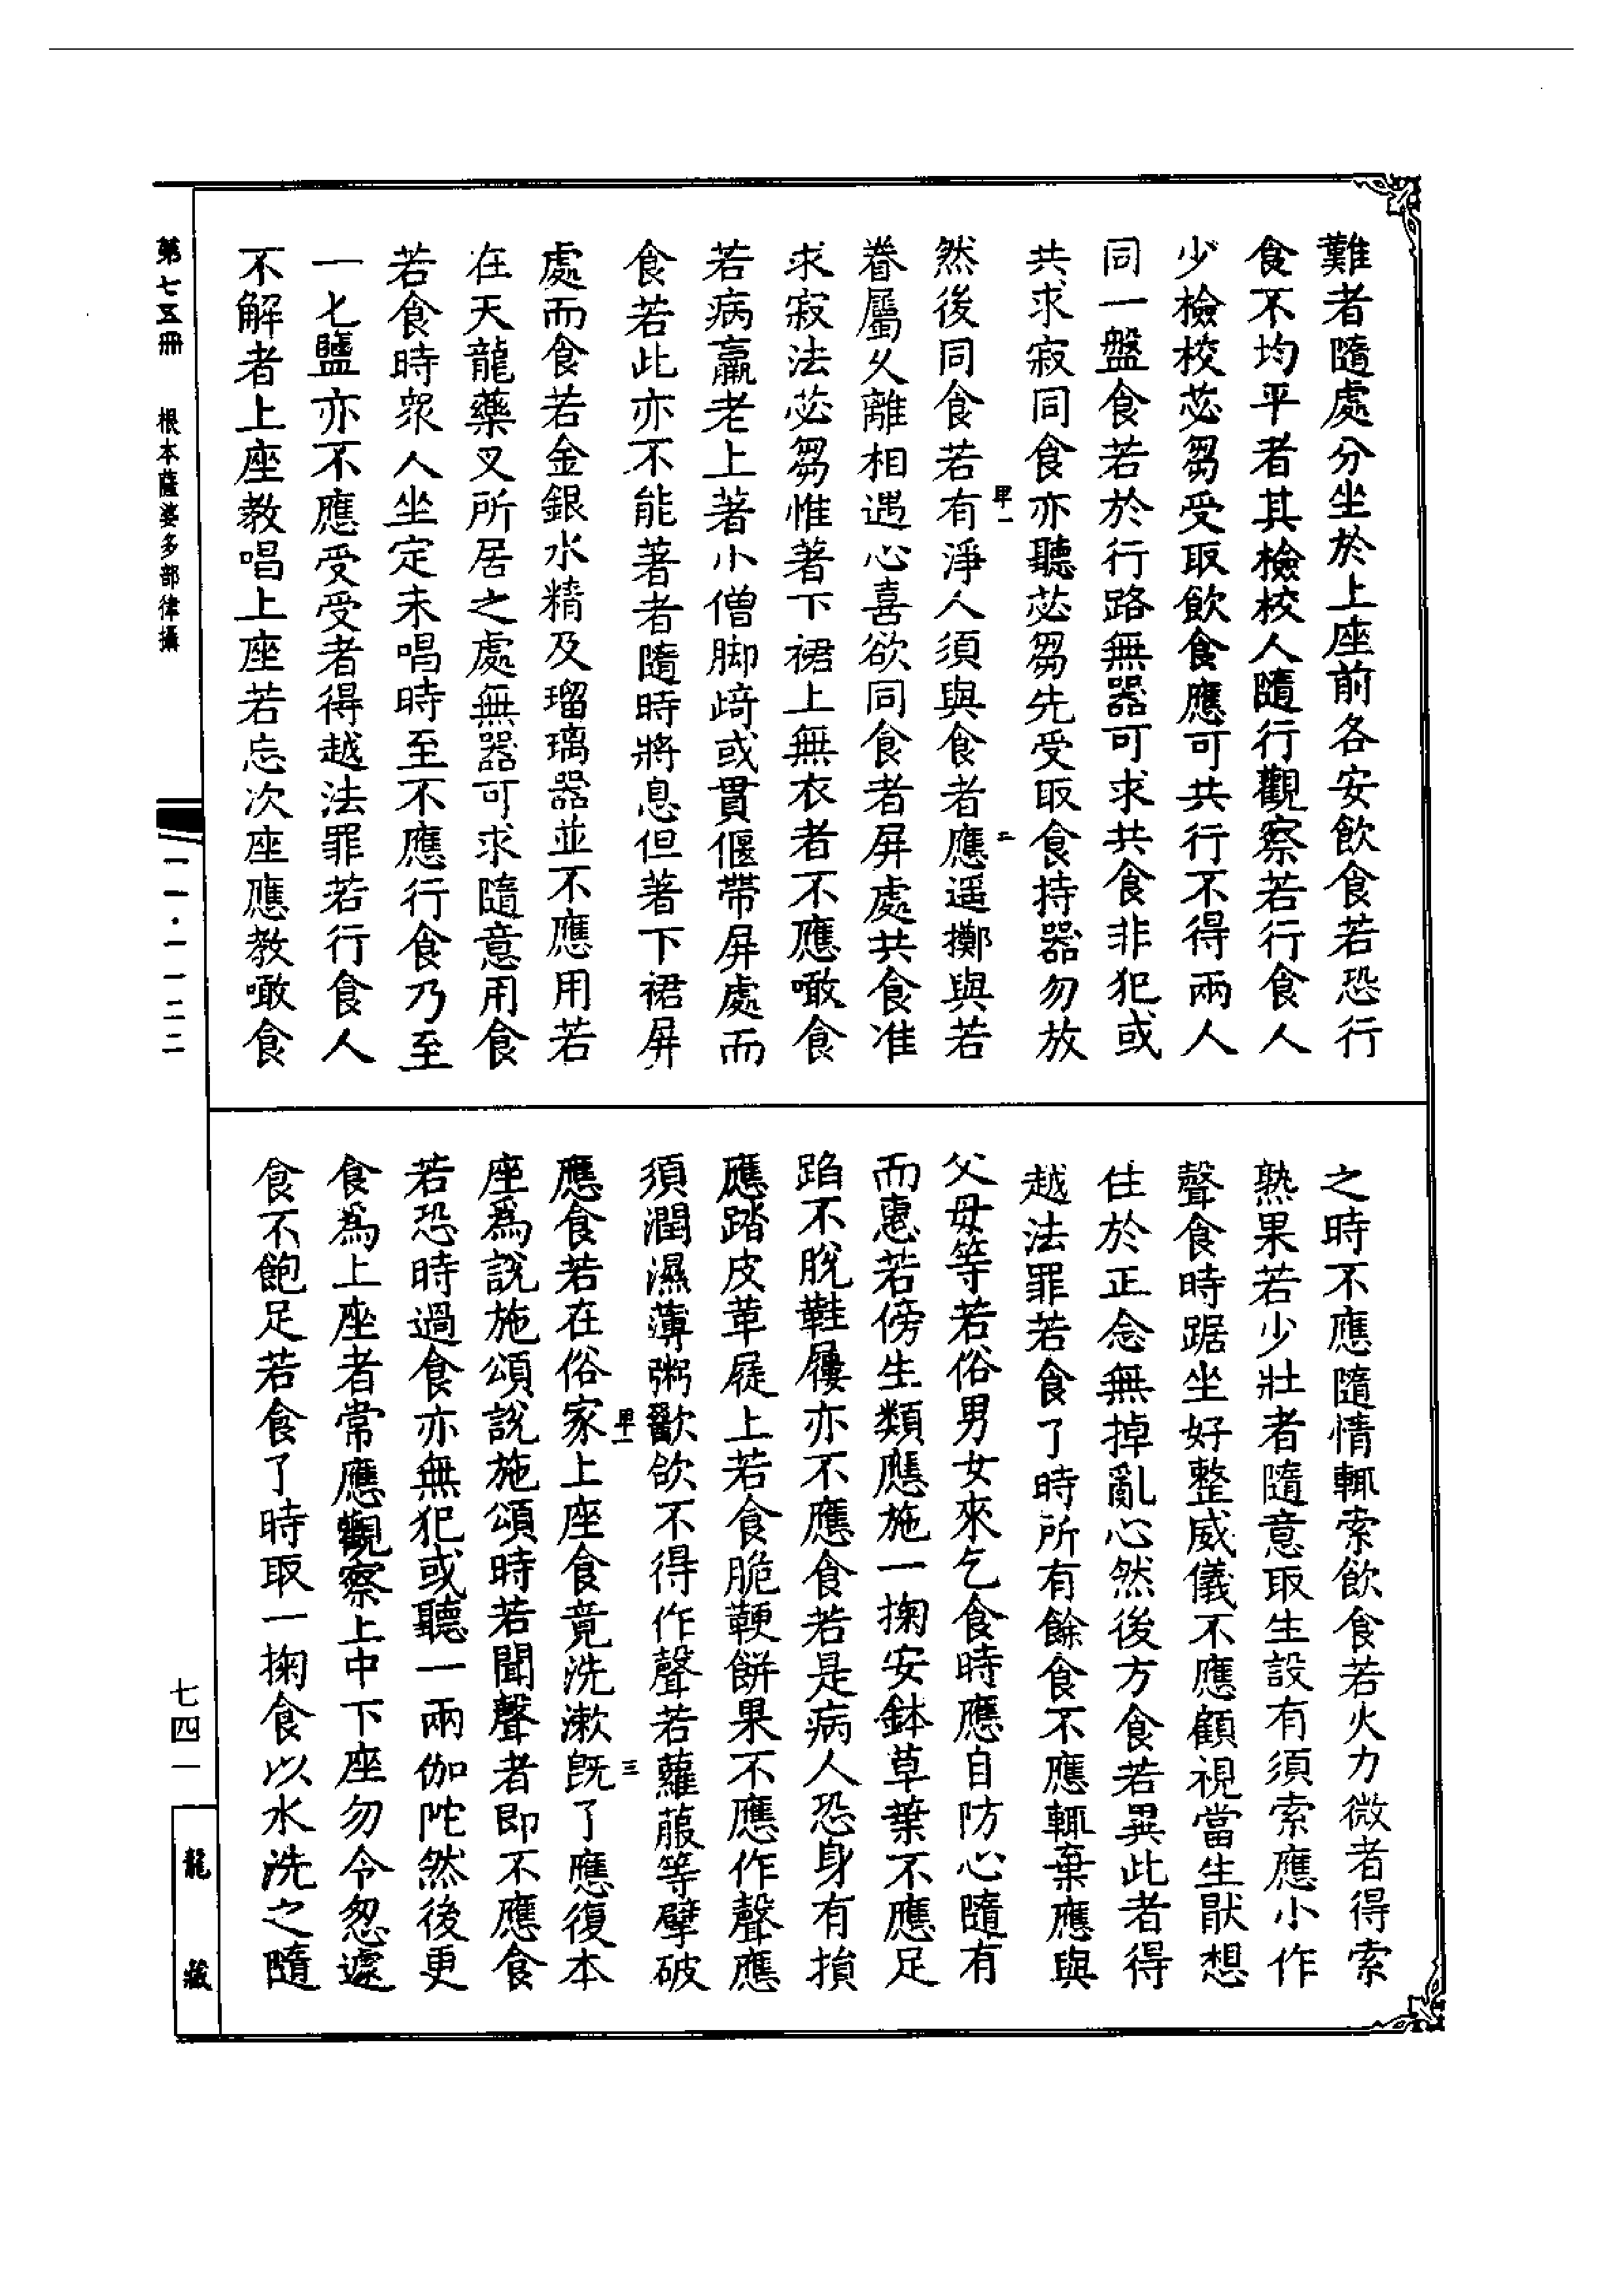 難者隨處分坐於上座前各安飲食若恐行
食不均平者其檢校人隨行觀察若行食人
少檢校苾芻受取飲食應可共行不得兩人
同一盤食若於行路無器可求共食非犯或
共求寂同食亦聽苾芻先受取食持器勿放
卑一
二
然後同食若有淨人須與食者應遥擲與若
眷屬久離相遇心喜欲同食者屏處共食准
求寂法苾芻惟著下裙上無衣者不應噉食
若病羸老上著小僧脚𧿳或貫偃帶屏處而
食若此亦不能著者隨時將息但著下裙屏
處而食若金銀水精及瑠璃器並不應用若
在天龍藥叉所居之處無器可求隨意用食
若食時眾人坐定未唱時至不應行食乃至
一匕鹽亦不應受受者得越法罪若行食人
不解者上座教唱上座若忘次座應教噉食
第七五冊 根本薩婆多部律攝
一一·一一二二
之時不應隨情輒索飲食若火力微者得索
熟果若少壯者隨意取生設有須索應小作
聲食時踞坐好整威儀不應顧視當生猒想
住於正念無掉亂心然後方食若異此者得
越法罪若食了時所有餘食不應輒棄應與
父母等若俗男女來乞食時應自防心隨有
而惠若傍生類應施一掬安鉢草葉不應足
蹈不脫鞋屨亦不應食若是病人恐身有損
應踏皮革屣上若食脆鞕餅果不應作聲應
須潤濕薄粥𩟖歠欲不得作聲若蘿菔等擘破
卑一
三
應食若在俗家上座食竟洗漱既了應復本
座爲說施頌說施頌時若聞聲者即不應食
若恐時過食亦無犯或聽一兩伽陀然後更
食爲上座者常應觀察上中下座勿令怱遽
食不飽足若食了時取一掬食以水洗之隨
七四一
龍藏